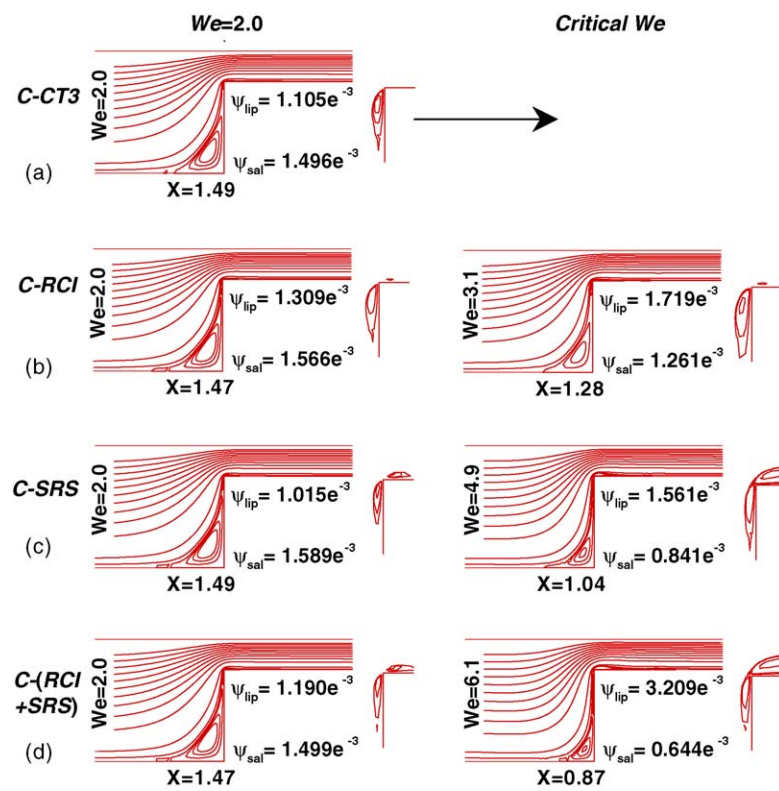 We=2.0 Critical We
C-CT3
We=2.0
ψlip= 1.105e⁻³
ψsal= 1.496e⁻³
(a)
X=1.49
C-RCI
We=2.0
ψlip= 1.309e⁻³
ψsal= 1.566e⁻³
(b)
X=1.47
We=3.1
ψlip= 1.719e⁻³
ψsal= 1.261e⁻³
X=1.28
C-SRS
We=2.0
ψlip= 1.015e⁻³
ψsal= 1.589e⁻³
(c)
X=1.49
We=4.9
ψlip= 1.561e⁻³
ψsal= 0.841e⁻³
X=1.04
C-(RCI
+SRS)
We=2.0
ψlip= 1.190e⁻³
ψsal= 1.499e⁻³
(d)
X=1.47
We=6.1
ψlip= 3.209e⁻³
ψsal= 0.644e⁻³
X=0.87